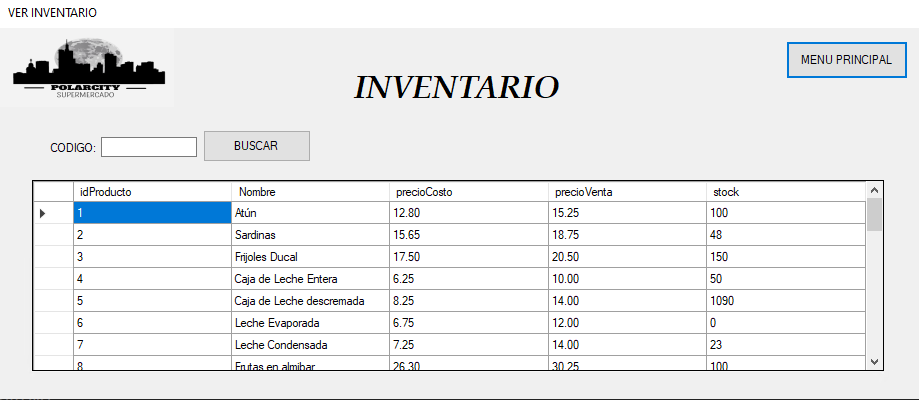 VER INVENTARIO
POLARCITY
SUPERMERCADO
MENU PRINCIPAL
INVENTARIO
CODIGO: BUSCAR
idProducto Nombre precioCosto precioVenta stock
1 Atún 12.80 15.25 100
2 Sardinas 15.65 18.75 48
3 Frijoles Ducal 17.50 20.50 150
4 Caja de Leche Entera 6.25 10.00 50
5 Caja de Leche descremada 8.25 14.00 1090
6 Leche Evaporada 6.75 12.00 0
7 Leche Condensada 7.25 14.00 23
8 Frutas en almibar 26.30 30.25 100